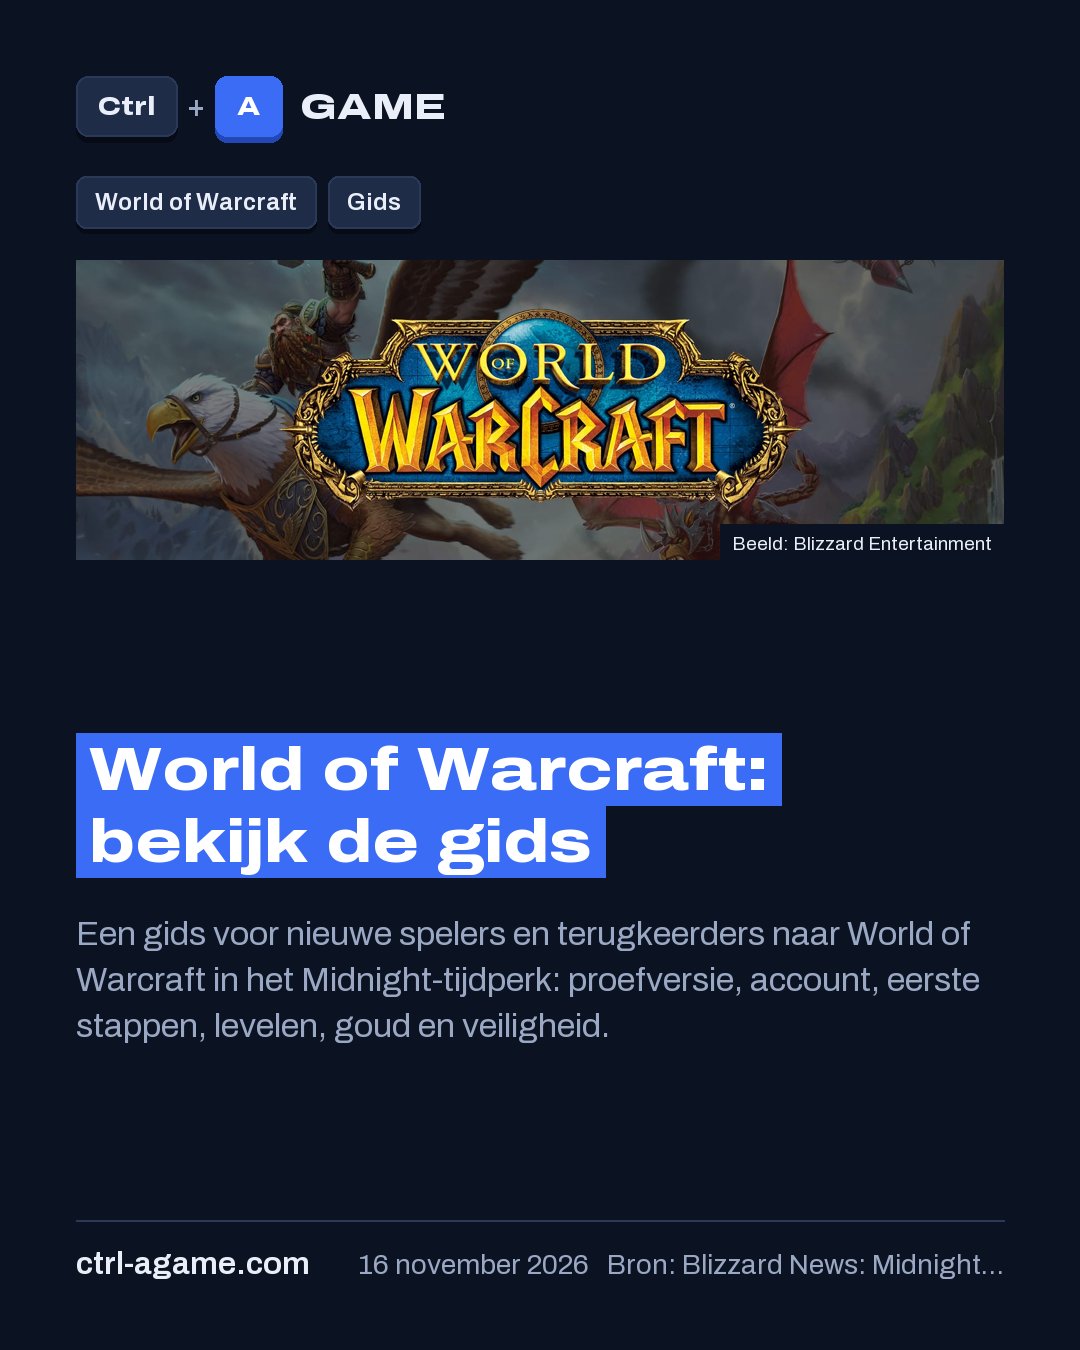 Ctrl + A GAME
World of Warcraft Gids
WORLD OF
WARCRAFT
®
Beeld: Blizzard Entertainment
World of Warcraft:
bekijk de gids
Een gids voor nieuwe spelers en terugkeerders naar World of
Warcraft in het Midnight-tijdperk: proefversie, account, eerste
stappen, levelen, goud en veiligheid.
ctrl-agame.com 16 november 2026 Bron: Blizzard News: Midnight...